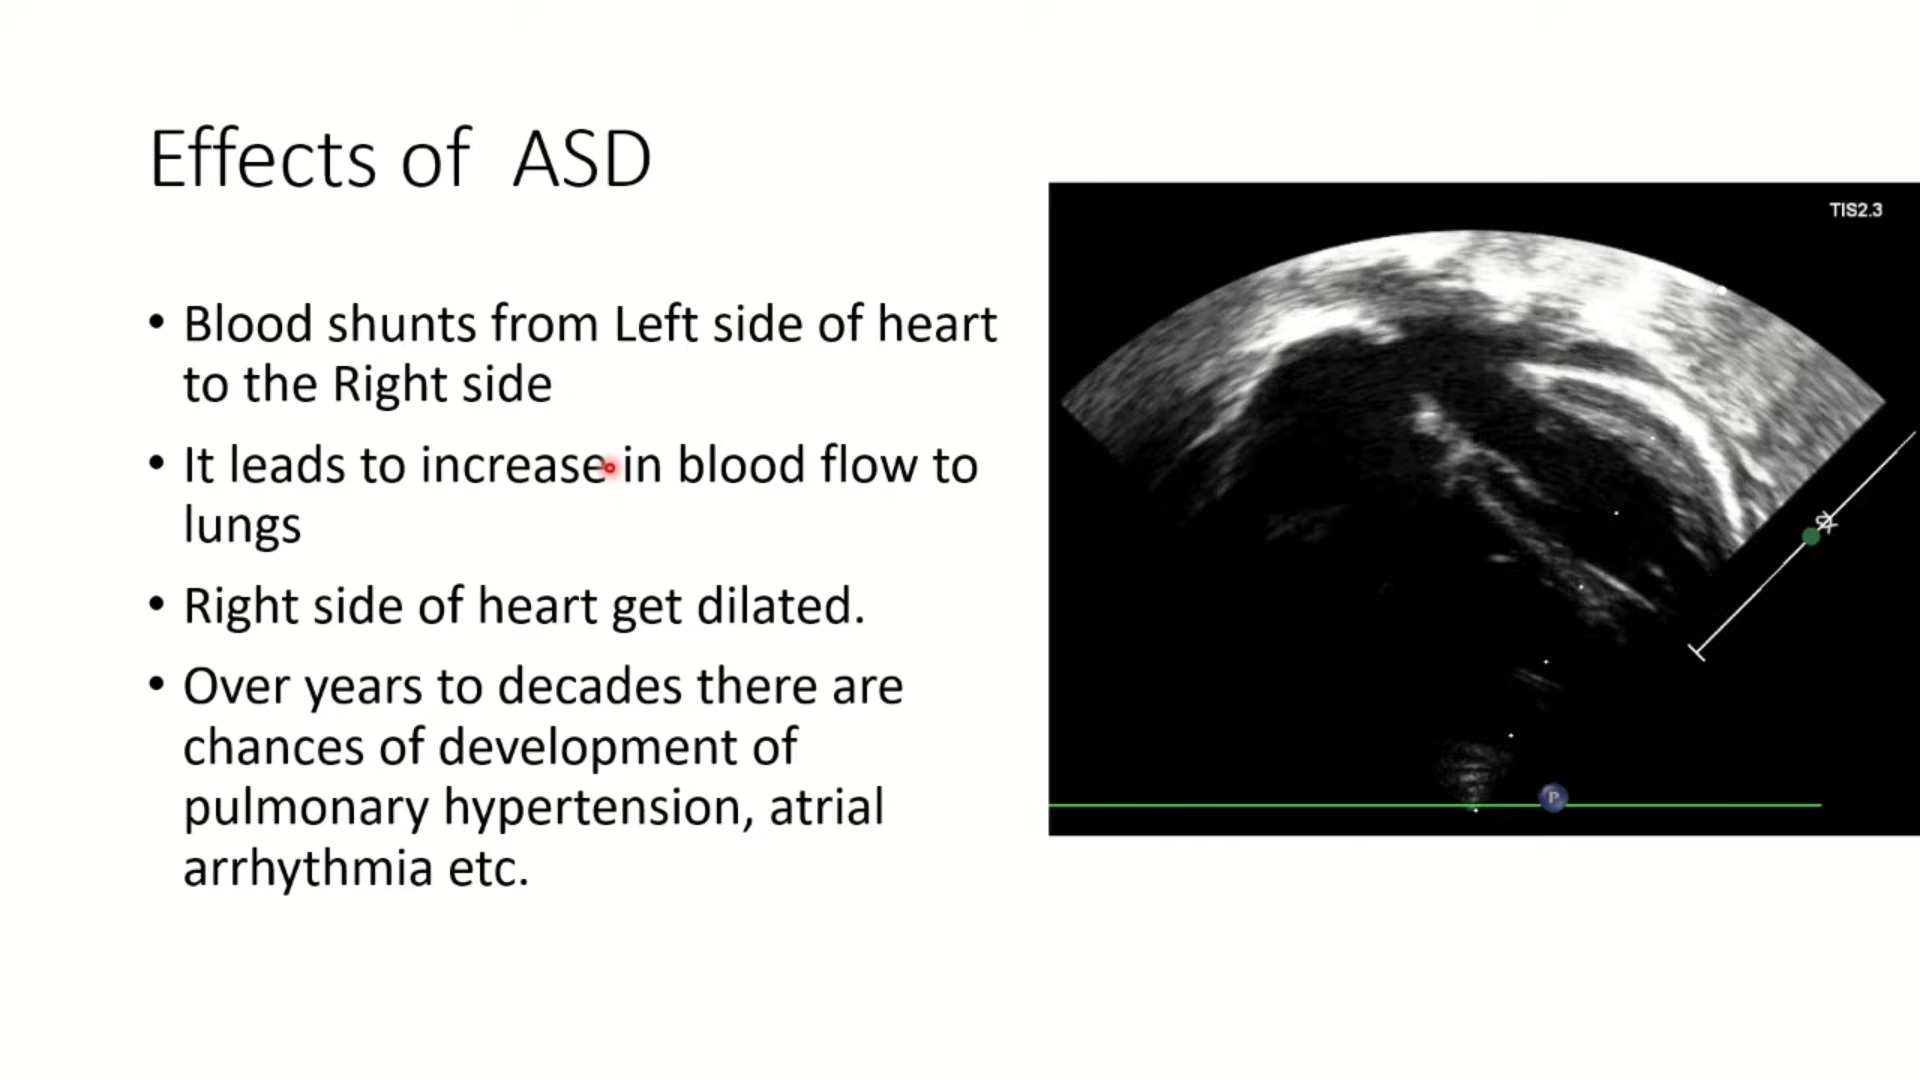 Effects of ASD
• Blood shunts from Left side of heart
to the Right side
• It leads to increase in blood flow to
lungs
• Right side of heart get dilated.
• Over years to decades there are
chances of development of
pulmonary hypertension, atrial
arrhythmia etc.
TIS2.3
P